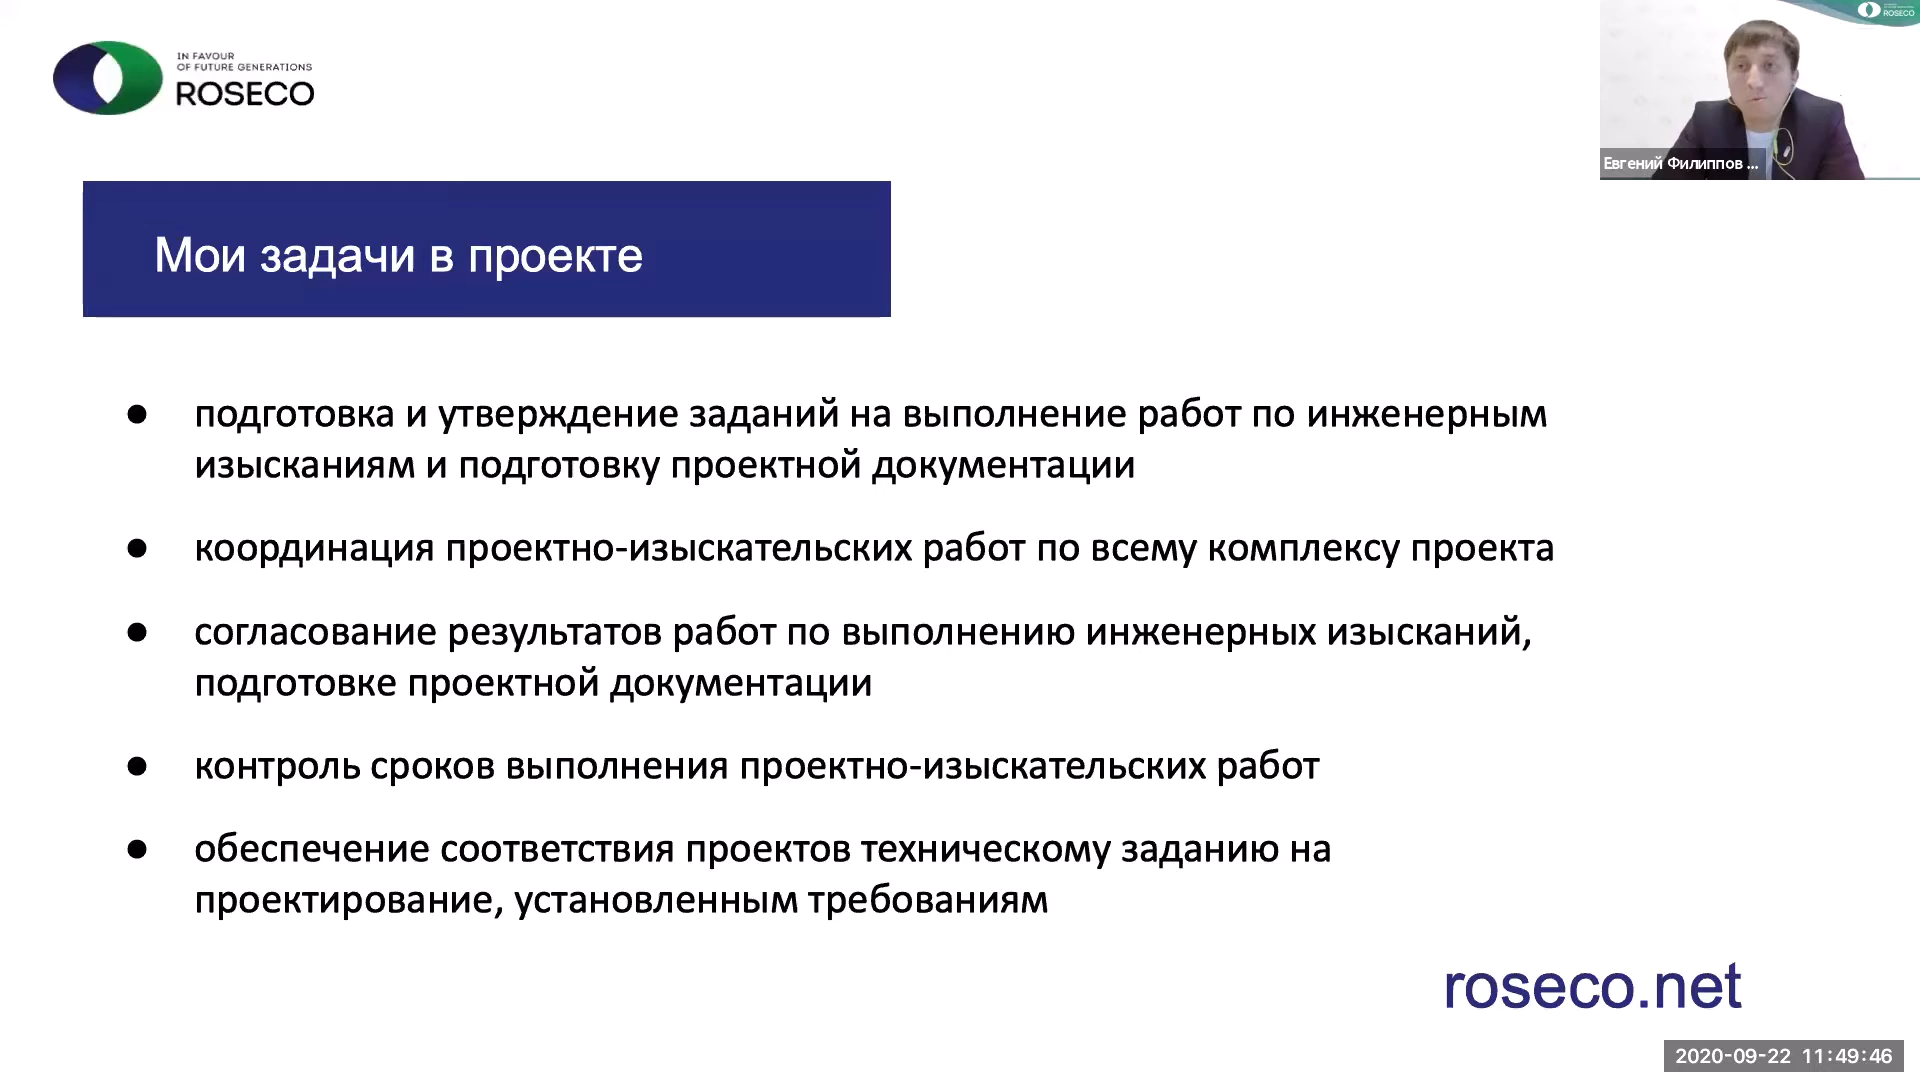 IN FAVOUR
OF FUTURE GENERATIONS
ROSECO
ROSECO
Евгений Филиппов ...
Мои задачи в проекте
● подготовка и утверждение заданий на выполнение работ по инженерным
изысканиям и подготовку проектной документации
● координация проектно-изыскательских работ по всему комплексу проекта
● согласование результатов работ по выполнению инженерных изысканий,
подготовке проектной документации
● контроль сроков выполнения проектно-изыскательских работ
● обеспечение соответствия проектов техническому заданию на
проектирование, установленным требованиям
roseco.net
2020-09-22 11:49:46